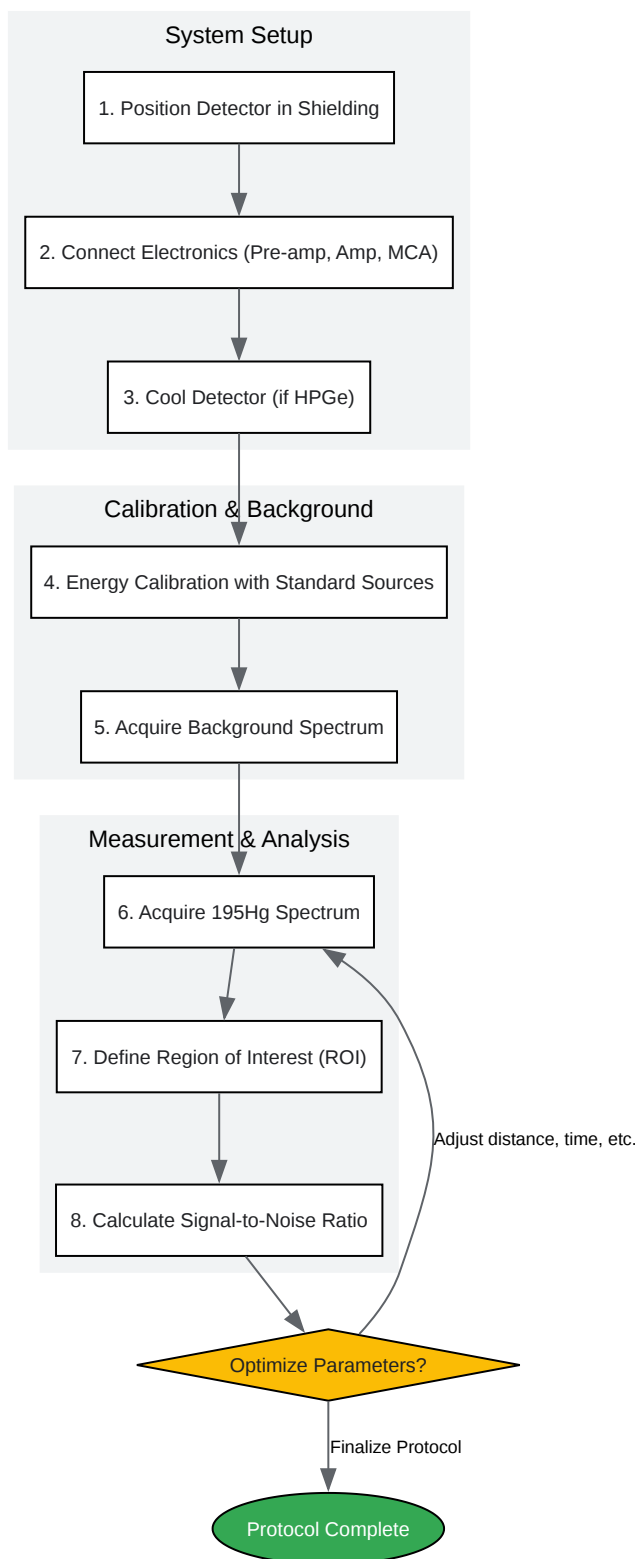 System Setup
1. Position Detector in Shielding
2. Connect Electronics (Pre-amp, Amp, MCA)
3. Cool Detector (if HPGe)
Calibration & Background
4. Energy Calibration with Standard Sources
5. Acquire Background Spectrum
Measurement & Analysis
6. Acquire 195Hg Spectrum
7. Define Region of Interest (ROI)
Adjust distance, time, etc.
8. Calculate Signal-to-Noise Ratio
Optimize Parameters?
Finalize Protocol
Protocol Complete